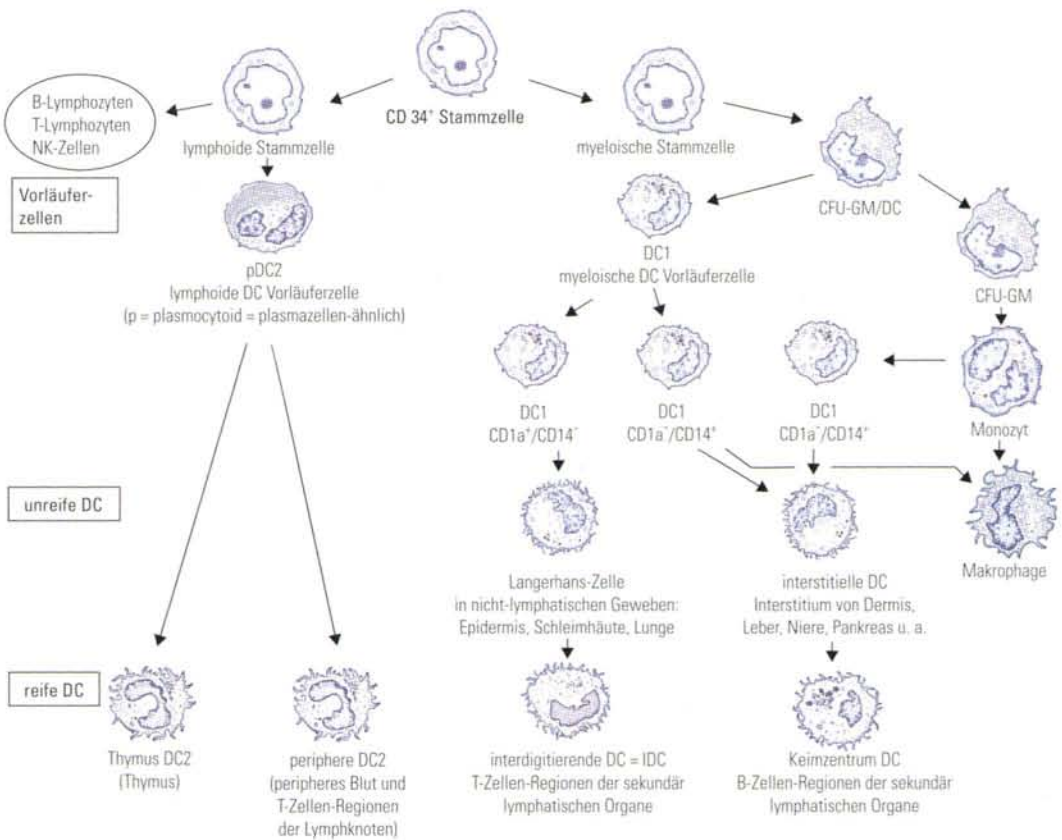 CD 34⁺ Stammzelle
B-Lymphozyten
T-Lymphozyten
NK-Zellen
lymphoide Stammzelle
myeloische Stammzelle
Vorläufer-
zellen
CFU-GM/DC
pDC2
lymphoide DC Vorläuferzelle
(p = plasmocytoid = plasmazellen-ähnlich)
DC1
myeloische DC Vorläuferzelle
CFU-GM
DC1
CD1a⁺/CD14⁻
DC1
CD1a⁻/CD14⁺
DC1
CD1a⁻/CD14⁺
Monozyt
unreife DC
Langerhans-Zelle
in nicht-lymphatischen Geweben:
Epidermis, Schleimhäute, Lunge
interstitielle DC
Interstitium von Dermis,
Leber, Niere, Pankreas u. a.
Makrophage
reife DC
Thymus DC2
(Thymus)
periphere DC2
(peripheres Blut und
T-Zellen-Regionen
der Lymphknoten)
interdigitierende DC = IDC
T-Zellen-Regionen der sekundär
lymphatischen Organe
Keimzentrum DC
B-Zellen-Regionen der sekundär
lymphatischen Organe